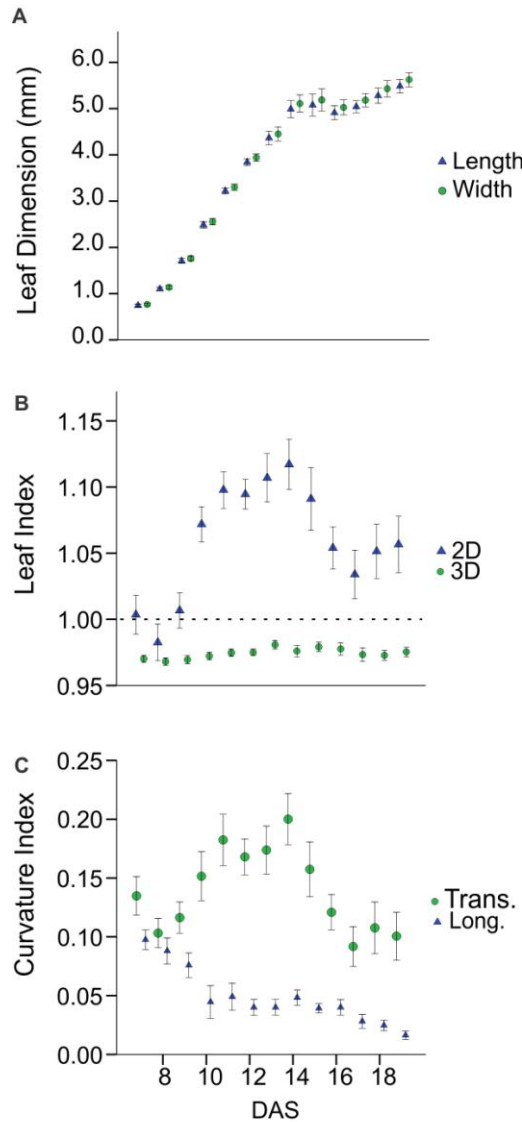 A
Leaf Dimension (mm)
6.0
5.0
4.0
3.0
2.0
1.0
0.0
Length
Width
B
Leaf Index
1.15
1.10
1.05
1.00
0.95
2D
3D
C
Curvature Index
0.25
0.20
0.15
0.10
0.05
0.00
Trans.
Long.
8 10 12 14 16 18
DAS